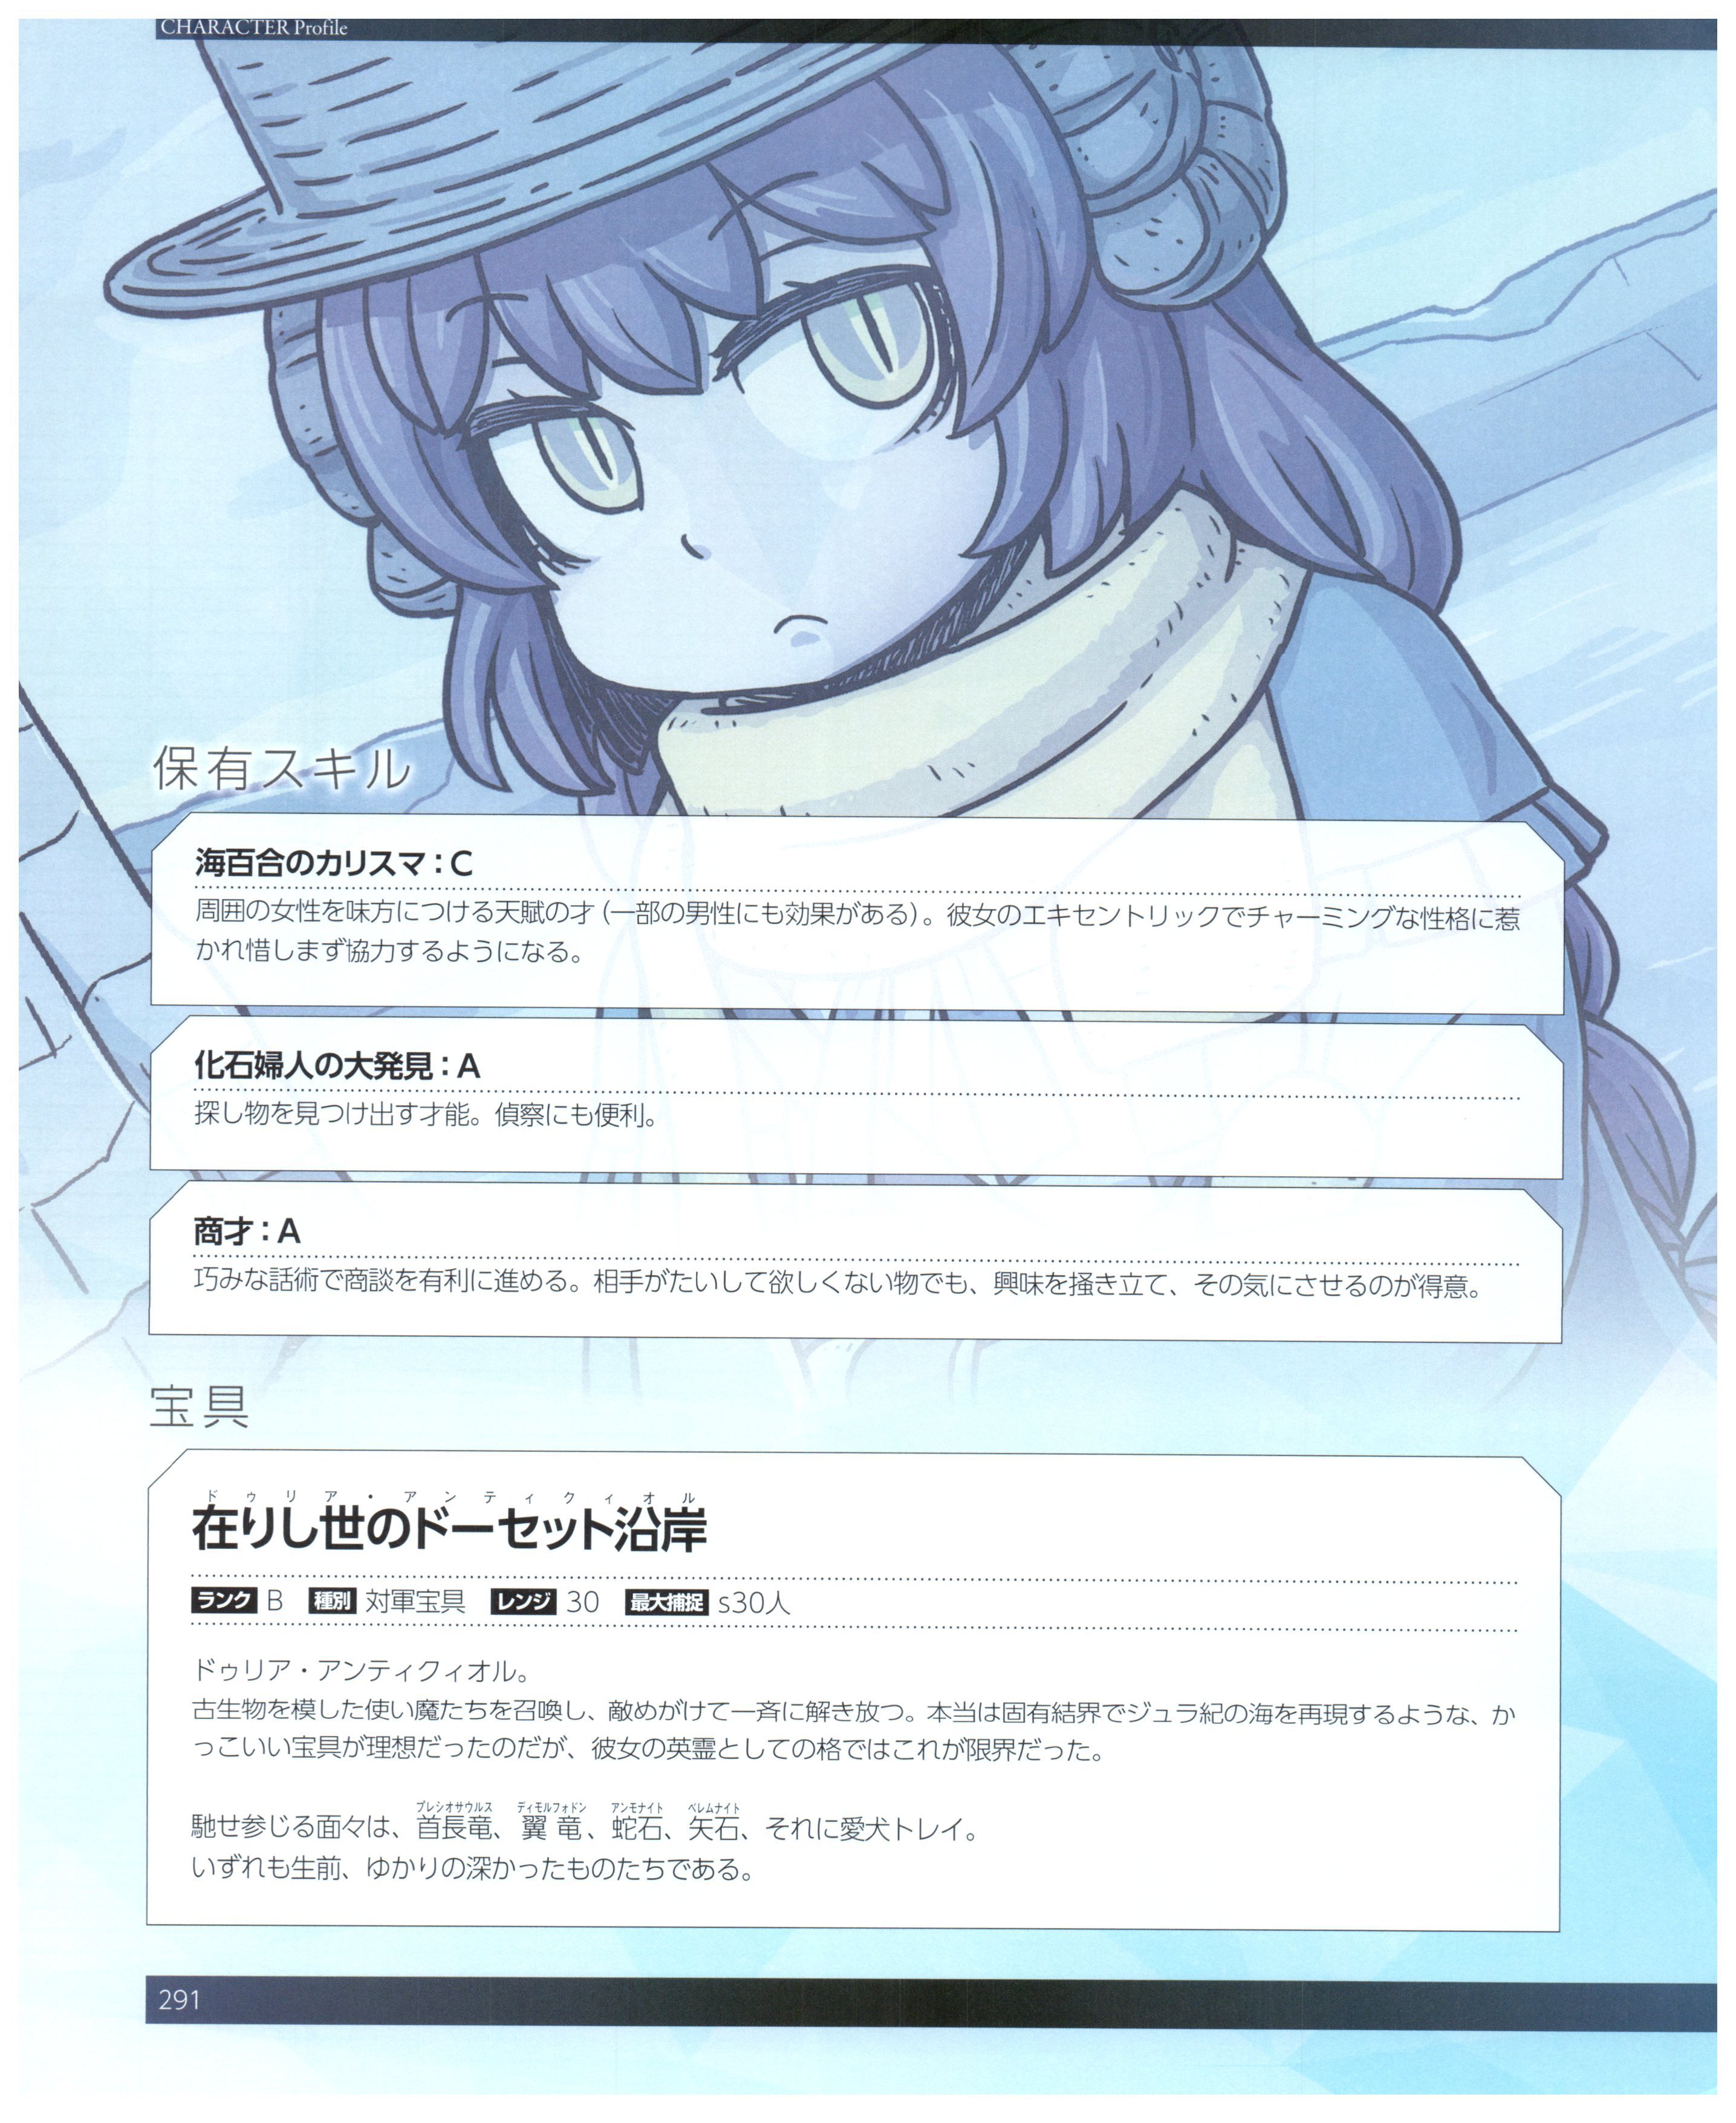 CHARACTER Profile
保有スキル
海百合のカリスマ：C
周囲の女性を味方につける天賦の才（一部の男性にも効果がある）。彼女のエキセントリックでチャーミングな性格に惹
かれ惜しまず協力するようになる。
化石婦人の大発見：A
探し物を見つけ出す才能。偵察にも便利。
商才：A
巧みな話術で商談を有利に進める。相手がたいして欲しくない物でも、興味を掻き立て、その気にさせるのが得意。
宝具
ドゥリア・アンティクィオル
在りし世のドーセット沿岸
ランク B 種別 対軍宝具 レンジ 30 最大捕捉 s30人
ドゥリア・アンティクィオル。
古生物を模した使い魔たちを召喚し、敵めがけて一斉に解き放つ。本当は固有結界でジュラ紀の海を再現するような、か
っこいい宝具が理想だったのだが、彼女の英霊としての格ではこれが限界だった。
プレシオサウルス ディモルフォドン アンモナイト ベレムナイト
馳せ参じる面々は、首長竜、翼竜、蛇石、矢石、それに愛犬トレイ。
いずれも生前、ゆかりの深かったものたちである。
291